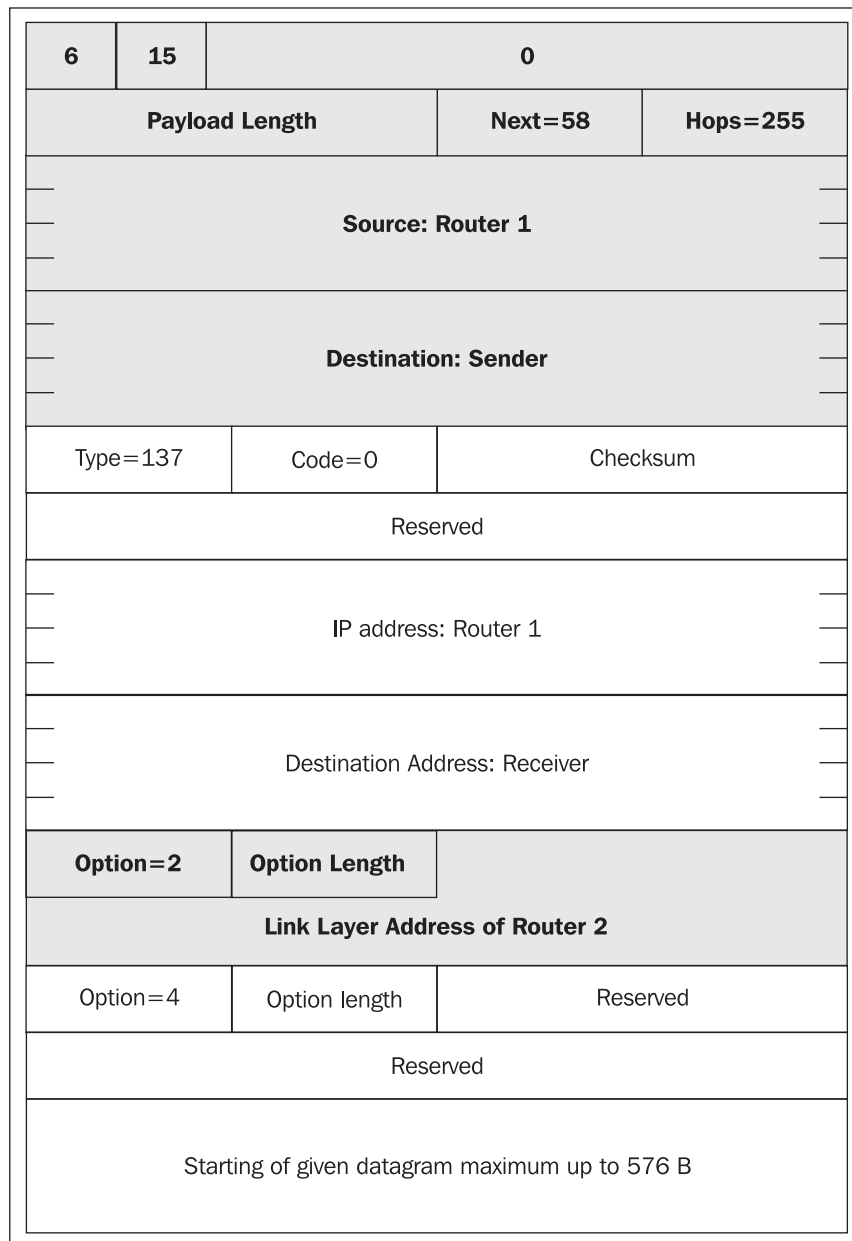 6 15 0
Payload Length Next=58 Hops=255
Source: Router 1
Destination: Sender
Type=137 Code=0 Checksum
Reserved
IP address: Router 1
Destination Address: Receiver
Option=2 Option Length
Link Layer Address of Router 2
Option=4 Option length Reserved
Reserved
Starting of given datagram maximum up to 576 B